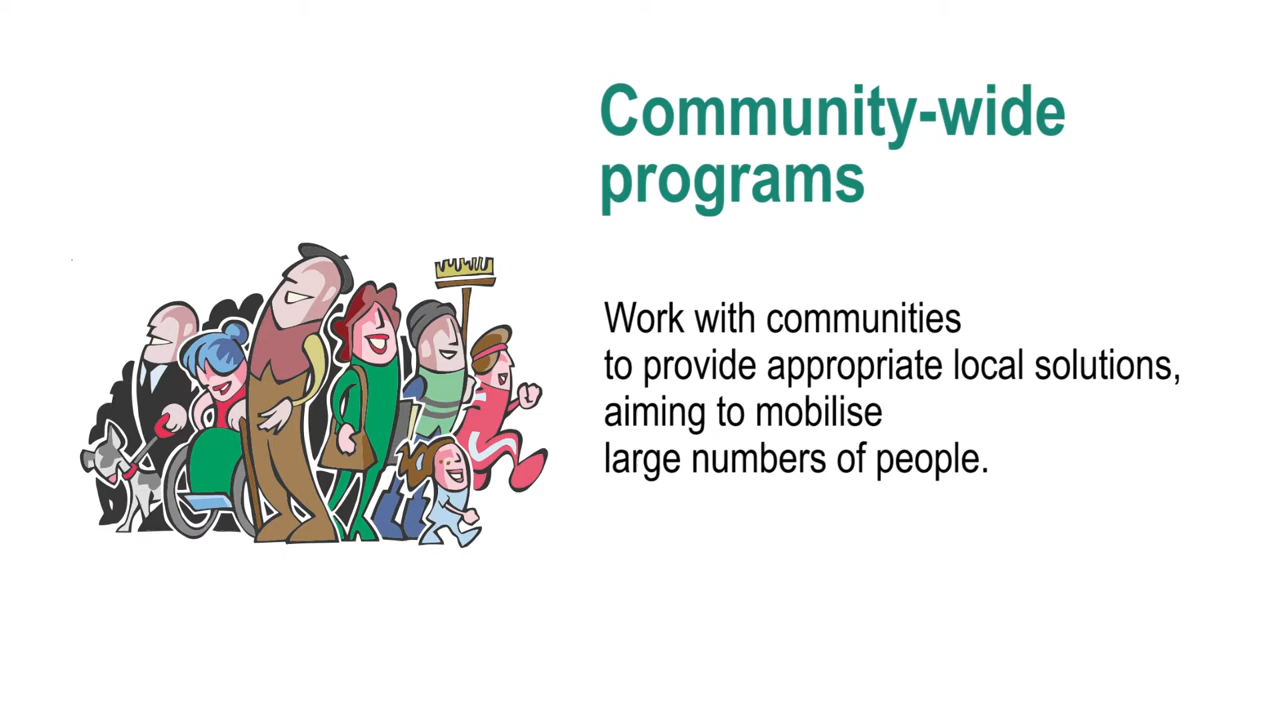 Community-wide
programs
Work with communities
to provide appropriate local solutions,
aiming to mobilise
large numbers of people.